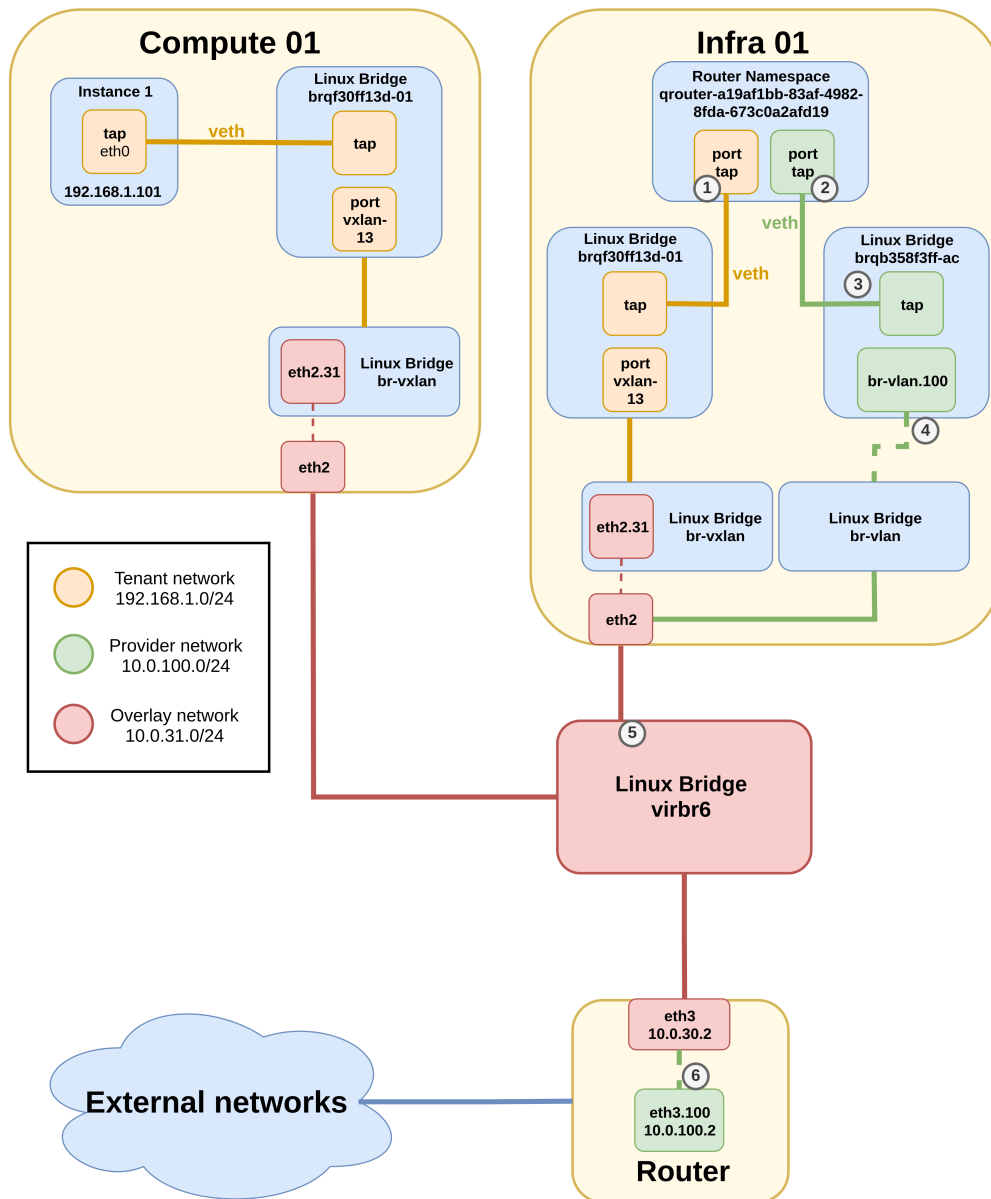 Compute 01
Instance 1
tap
eth0
192.168.1.101
veth
Linux Bridge
brqf30ff13d-01
tap
port
vxlan-
13
eth2.31
Linux Bridge
br-vxlan
eth2
Infra 01
Router Namespace
qrouter-a19af1bb-83af-4982-
8fda-673c0a2afd19
port
tap
1
port
tap
2
veth
veth
Linux Bridge
brqf30ff13d-01
tap
port
vxlan-
13
Linux Bridge
brqb358f3ff-ac
3
tap
br-vlan.100
4
eth2.31
Linux Bridge
br-vxlan
Linux Bridge
br-vlan
eth2
Tenant network
192.168.1.0/24
Provider network
10.0.100.0/24
Overlay network
10.0.31.0/24
5
Linux Bridge
virbr6
eth3
10.0.30.2
6
eth3.100
10.0.100.2
Router
External networks